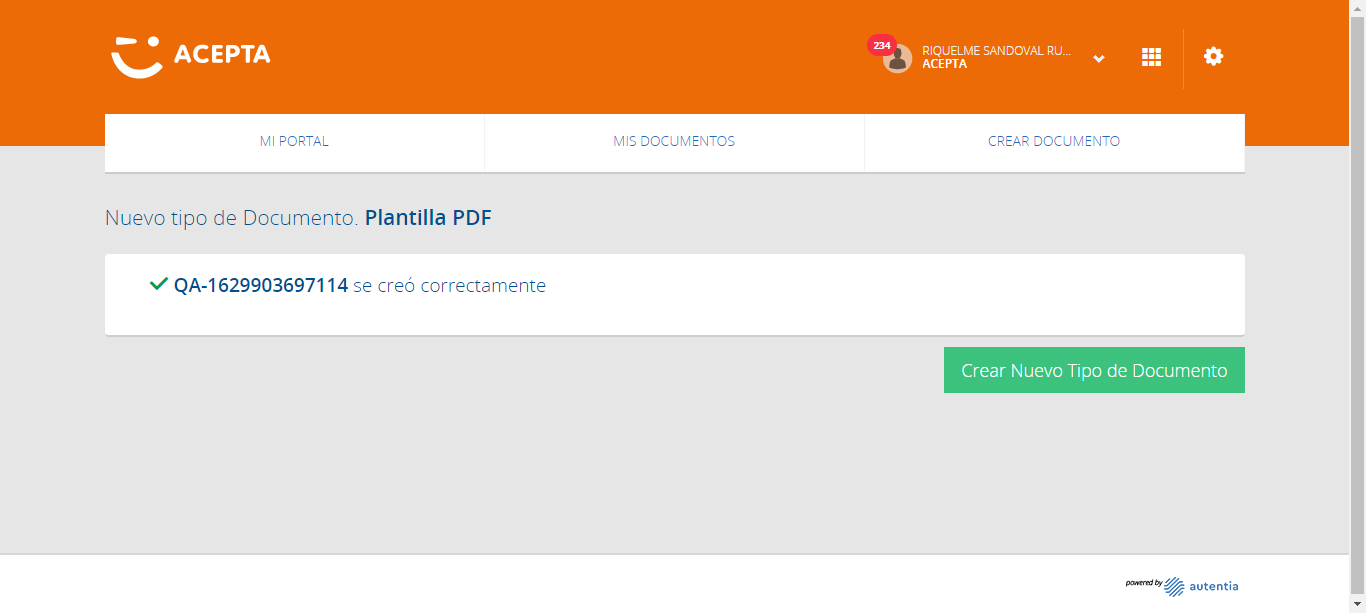 ACEPTA
234
RIQUELME SANDOVAL RU...
ACEPTA
MI PORTAL
MIS DOCUMENTOS
CREAR DOCUMENTO
Nuevo tipo de Documento. Plantilla PDF
QA-1629903697114 se creó correctamente
Crear Nuevo Tipo de Documento
powered by autentia